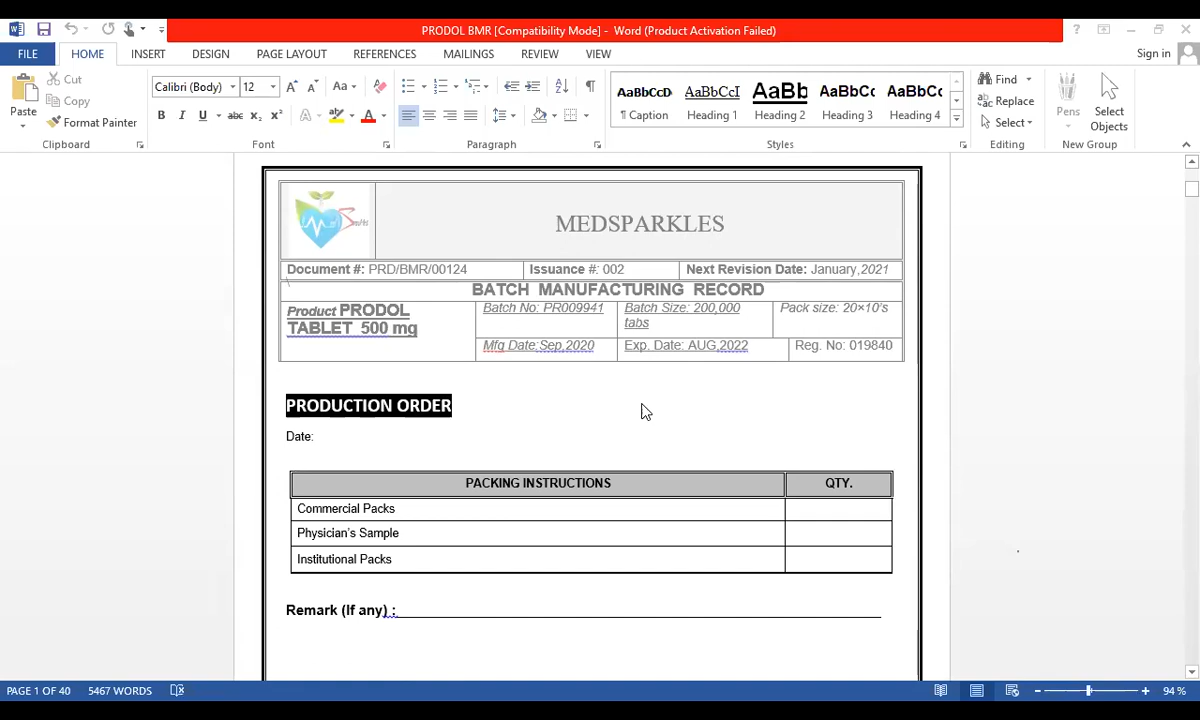 PRODOL BMR [Compatibility Mode] - Word (Product Activation Failed)
FILE HOME INSERT DESIGN PAGE LAYOUT REFERENCES MAILINGS REVIEW VIEW Sign in
Cut
Copy
Format Painter
Paste
Clipboard
Calibri (Body) 12
Font
Paragraph
AaBbCcD AaBbCcI AaBb AaBbCc AaBbCc
¶ Caption Heading 1 Heading 2 Heading 3 Heading 4
Styles
Find
Replace
Select
Editing
Pens
Select
Objects
New Group
MEDSPARKLES
Document #: PRD/BMR/00124 Issuance #: 002 Next Revision Date: January,2021
BATCH MANUFACTURING RECORD
Product PRODOL
TABLET 500 mg
Batch No: PR009941 Batch Size: 200,000
tabs
Pack size: 20×10's
Mfg Date:Sep,2020 Exp. Date: AUG,2022 Reg. No: 019840
PRODUCTION ORDER
Date:
PACKING INSTRUCTIONS QTY.
Commercial Packs
Physician's Sample
Institutional Packs
Remark (If any) :
PAGE 1 OF 40 5467 WORDS 94 %